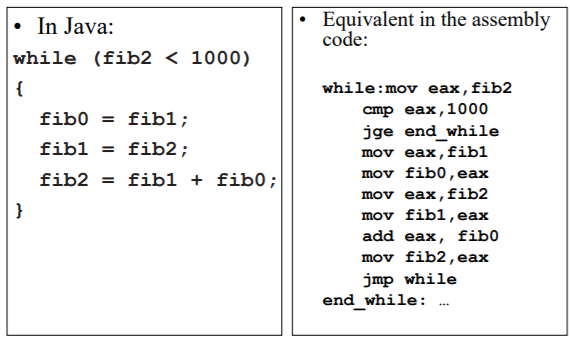 • In Java:
while (fib2 < 1000)
{
fib0 = fib1;
fib1 = fib2;
fib2 = fib1 + fib0;
}
• Equivalent in the assembly
code:
while:mov eax,fib2
cmp eax,1000
jge end_while
mov eax,fib1
mov fib0,eax
mov eax,fib2
mov fib1,eax
add eax, fib0
mov fib2,eax
jmp while
end_while: …